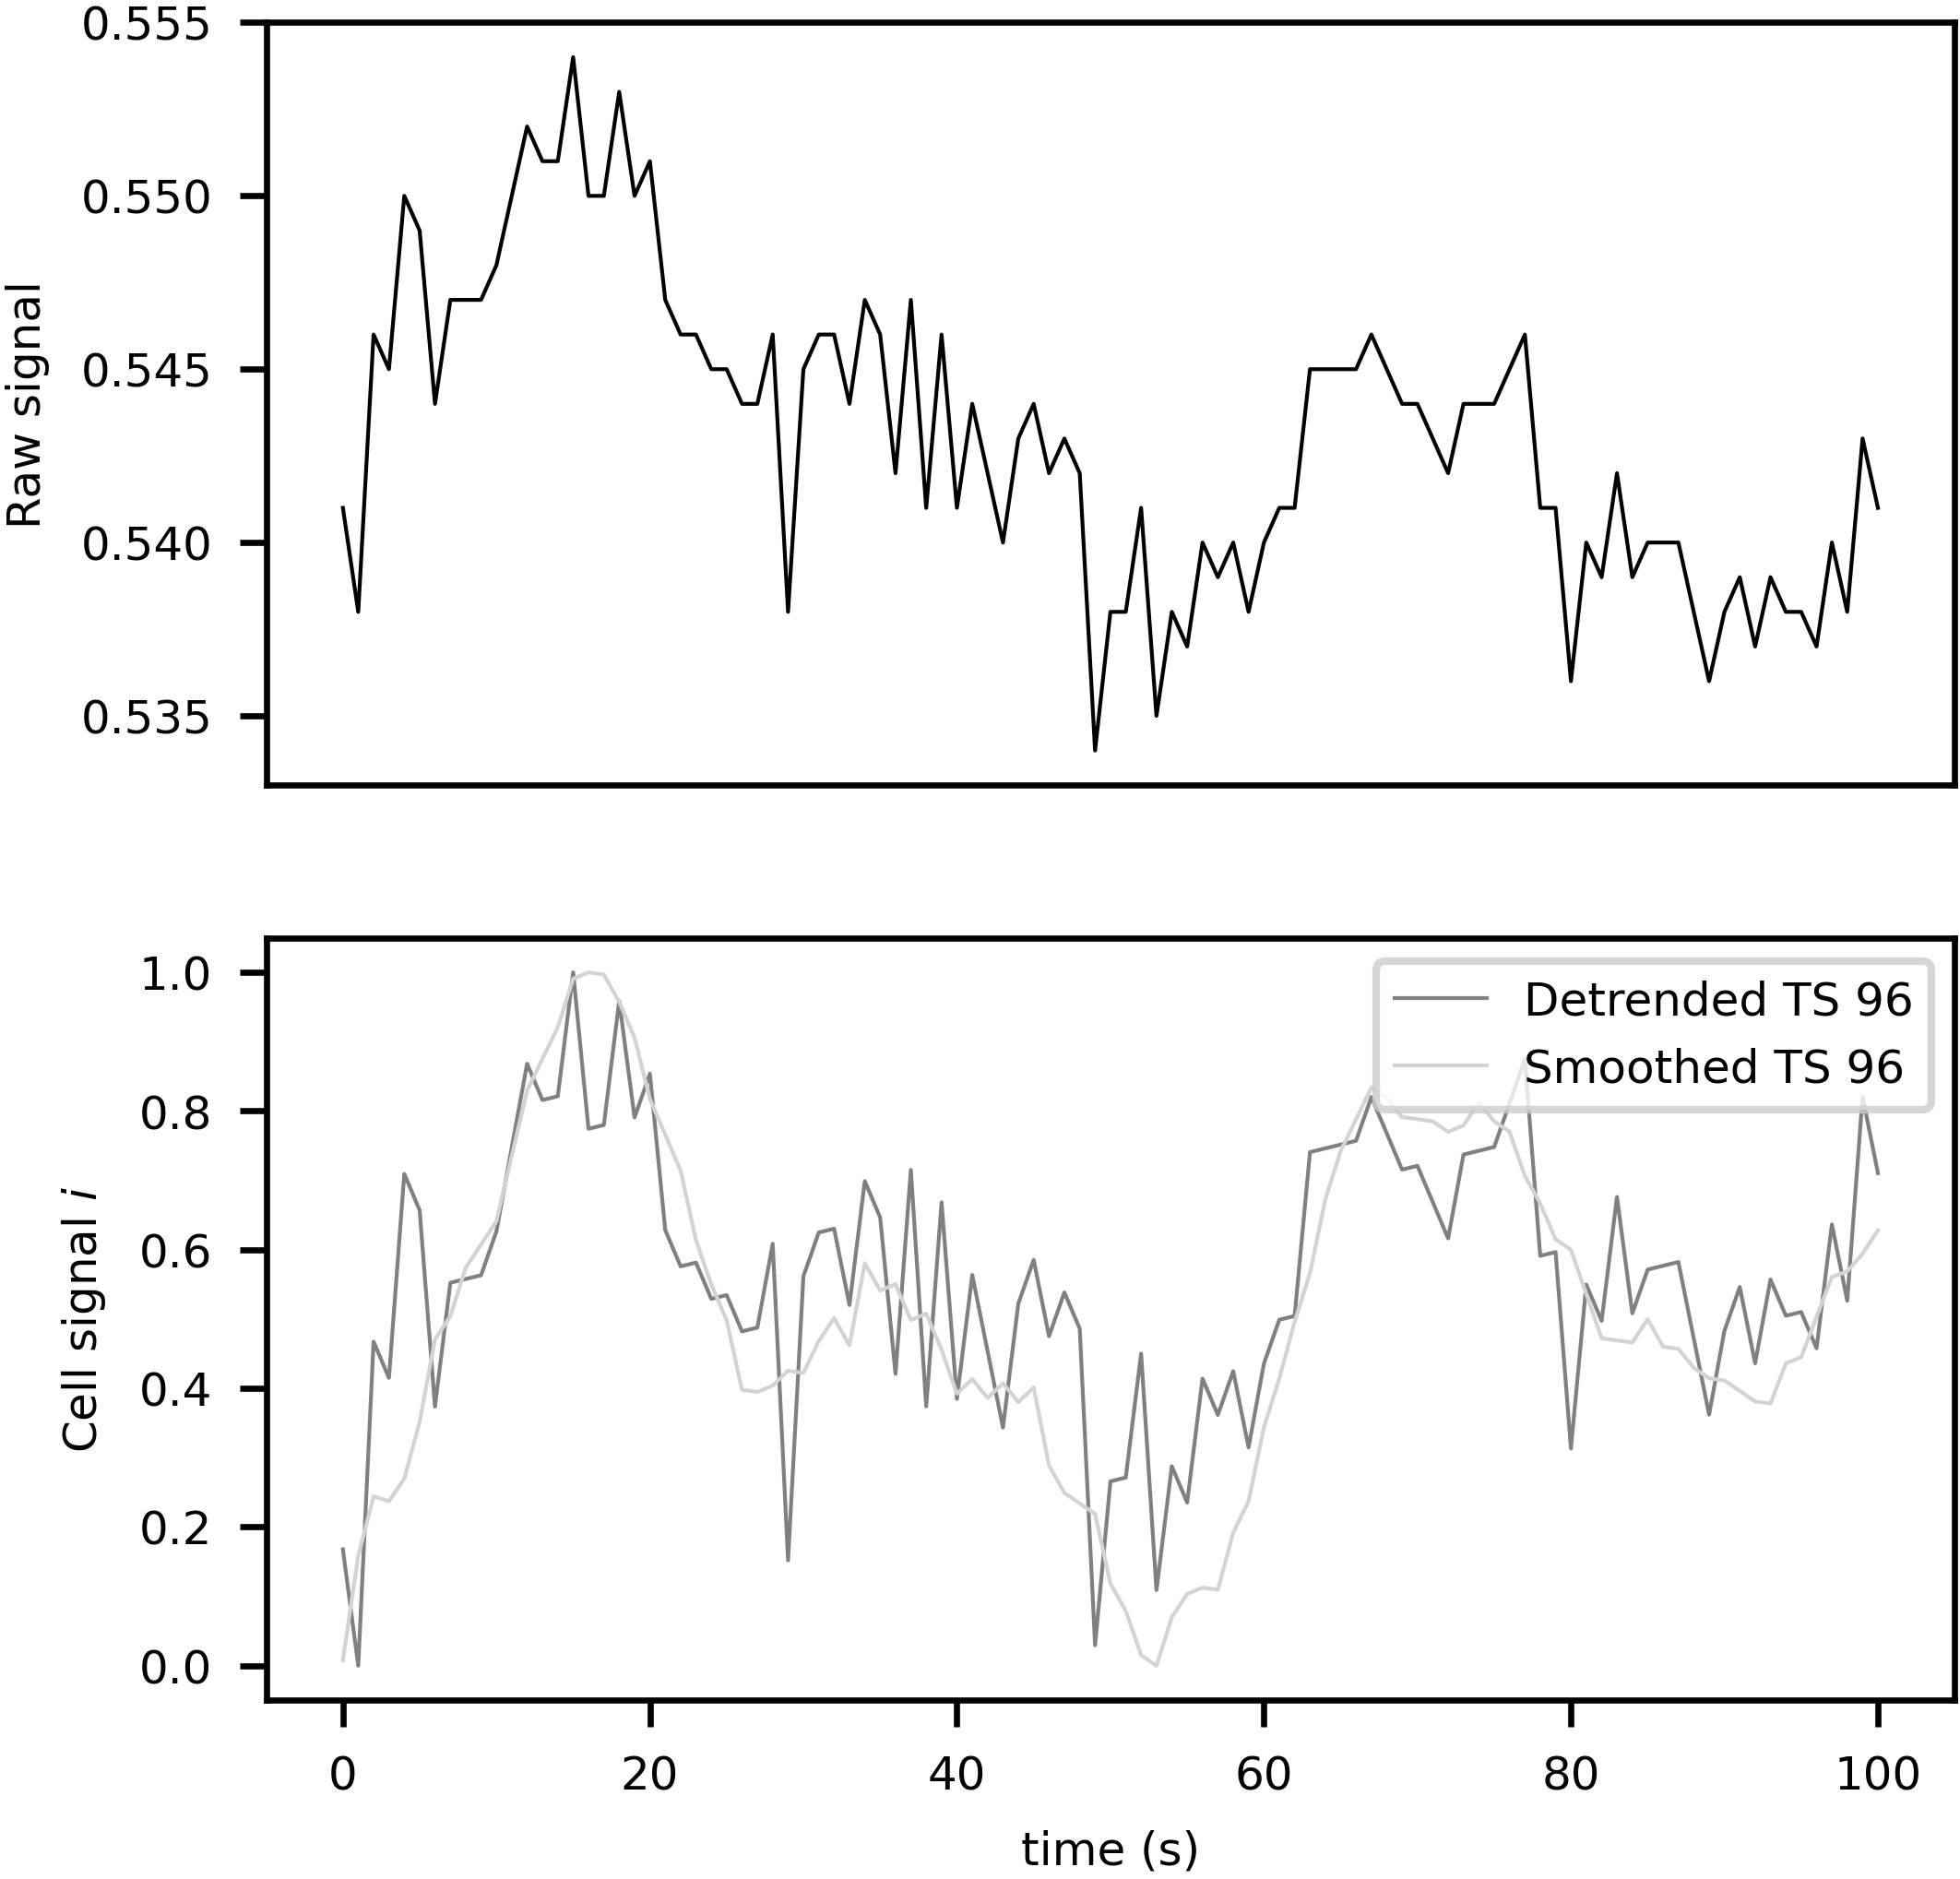 0.555
0.550
0.545
0.540
0.535
Raw signal
1.0
0.8
0.6
0.4
0.2
0.0
Cell signal i
Detrended TS 96
Smoothed TS 96
0 20 40 60 80 100
time (s)